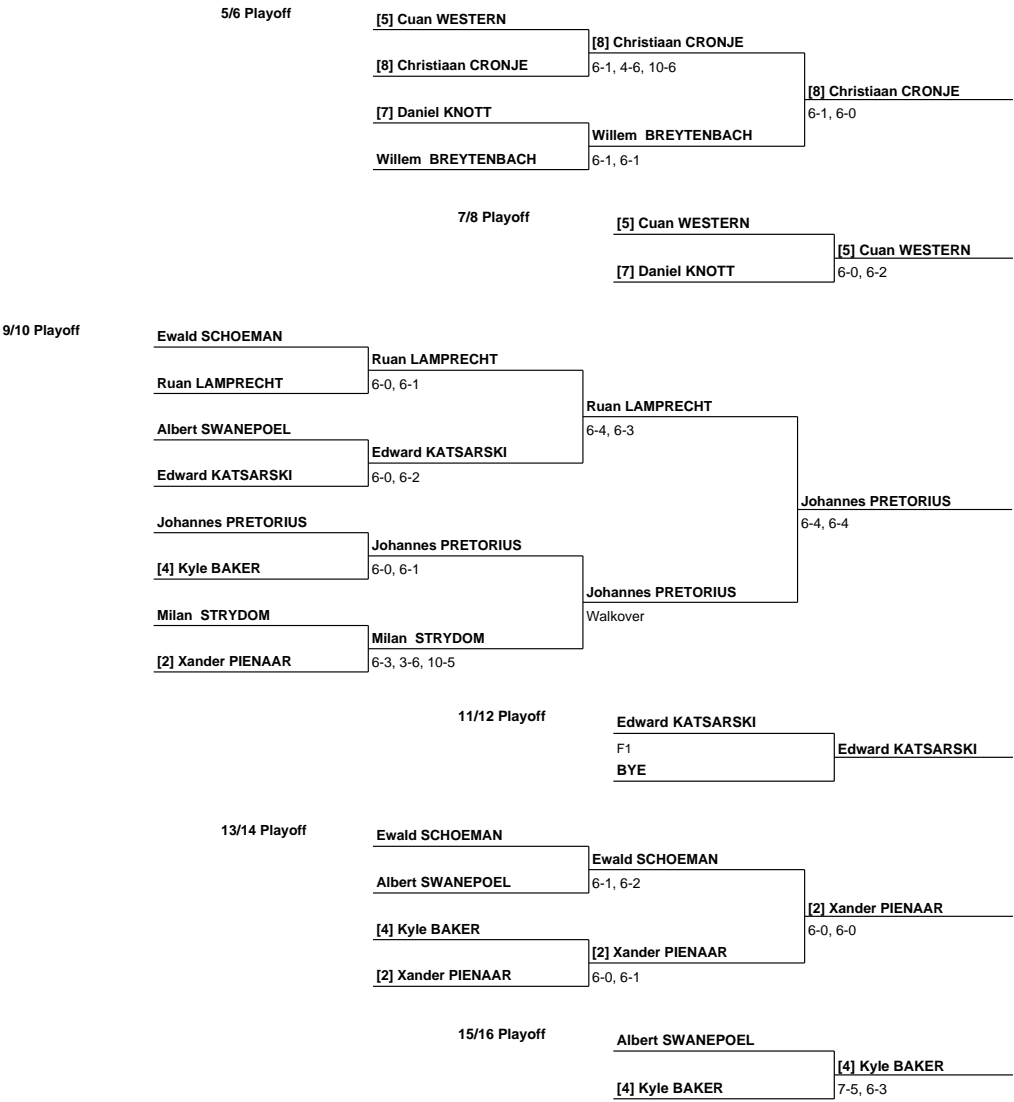 5/6 Playoff
[5] Cuan WESTERN
[8] Christiaan CRONJE
[8] Christiaan CRONJE
6-1, 4-6, 10-6
[8] Christiaan CRONJE
6-1, 6-0
[7] Daniel KNOTT
Willem BREYTENBACH
Willem BREYTENBACH
6-1, 6-1
7/8 Playoff
[5] Cuan WESTERN
[5] Cuan WESTERN
[7] Daniel KNOTT
6-0, 6-2
9/10 Playoff
Ewald SCHOEMAN
Ruan LAMPRECHT
Ruan LAMPRECHT
6-0, 6-1
Ruan LAMPRECHT
6-4, 6-3
Albert SWANEPOEL
Edward KATSARSKI
Edward KATSARSKI
6-0, 6-2
Johannes PRETORIUS
6-4, 6-4
Johannes PRETORIUS
Johannes PRETORIUS
[4] Kyle BAKER
6-0, 6-1
Johannes PRETORIUS
Walkover
Milan STRYDOM
Milan STRYDOM
[2] Xander PIENAAR
6-3, 3-6, 10-5
11/12 Playoff
Edward KATSARSKI
F1
Edward KATSARSKI
BYE
13/14 Playoff
Ewald SCHOEMAN
Ewald SCHOEMAN
Albert SWANEPOEL
6-1, 6-2
[2] Xander PIENAAR
6-0, 6-0
[4] Kyle BAKER
[2] Xander PIENAAR
[2] Xander PIENAAR
6-0, 6-1
15/16 Playoff
Albert SWANEPOEL
[4] Kyle BAKER
[4] Kyle BAKER
7-5, 6-3